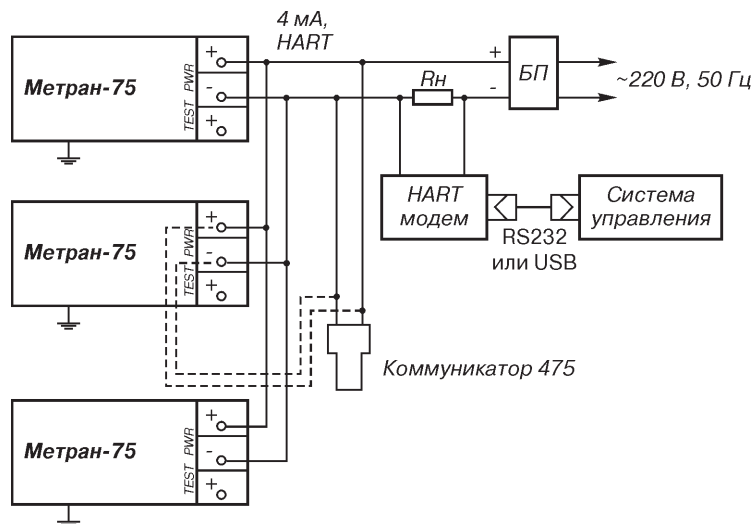 4 мА,
HART
Метран-75
+
PWR
-
TEST
+
+
-
Rн
БП
~220 В, 50 Гц
HART
модем
RS232
или USB
Система
управления
Метран-75
+
PWR
-
TEST
+
Коммуникатор 475
Метран-75
+
PWR
-
TEST
+